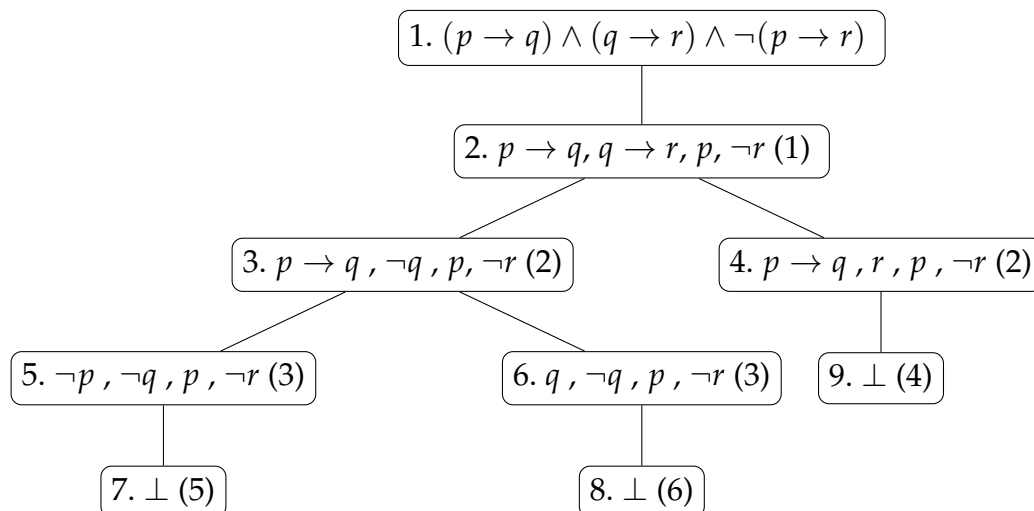 1. (p → q) ∧ (q → r) ∧ ¬(p → r)
2. p → q, q → r, p, ¬r (1)
3. p → q , ¬q , p, ¬r (2)
4. p → q , r , p , ¬r (2)
5. ¬p , ¬q , p , ¬r (3)
6. q , ¬q , p , ¬r (3)
9. ⊥ (4)
7. ⊥ (5)
8. ⊥ (6)